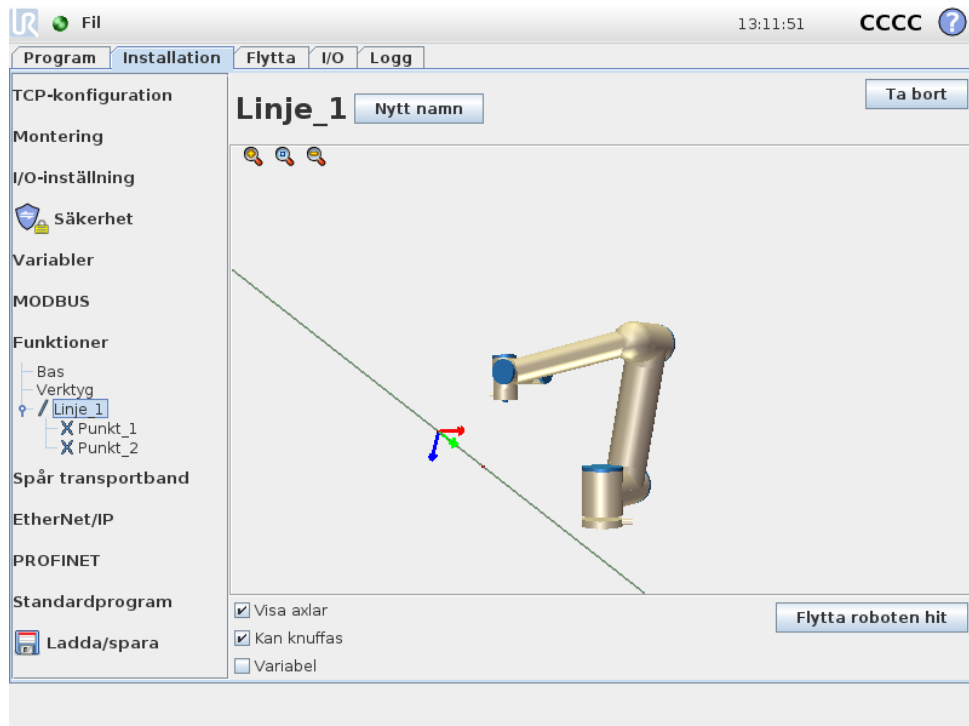 UR Fil 13:11:51 CCCC ?
Program Installation Flytta I/O Logg
TCP-konfiguration
Montering
I/O-inställning
Säkerhet
Variabler
MODBUS
Funktioner
Bas
Verktyg
Linje_1
Punkt_1
Punkt_2
Spår transportband
EtherNet/IP
PROFINET
Standardprogram
Ladda/spara
Linje_1 Nytt namn Ta bort
Visa axlar
Kan knuffas
Variabel
Flytta roboten hit